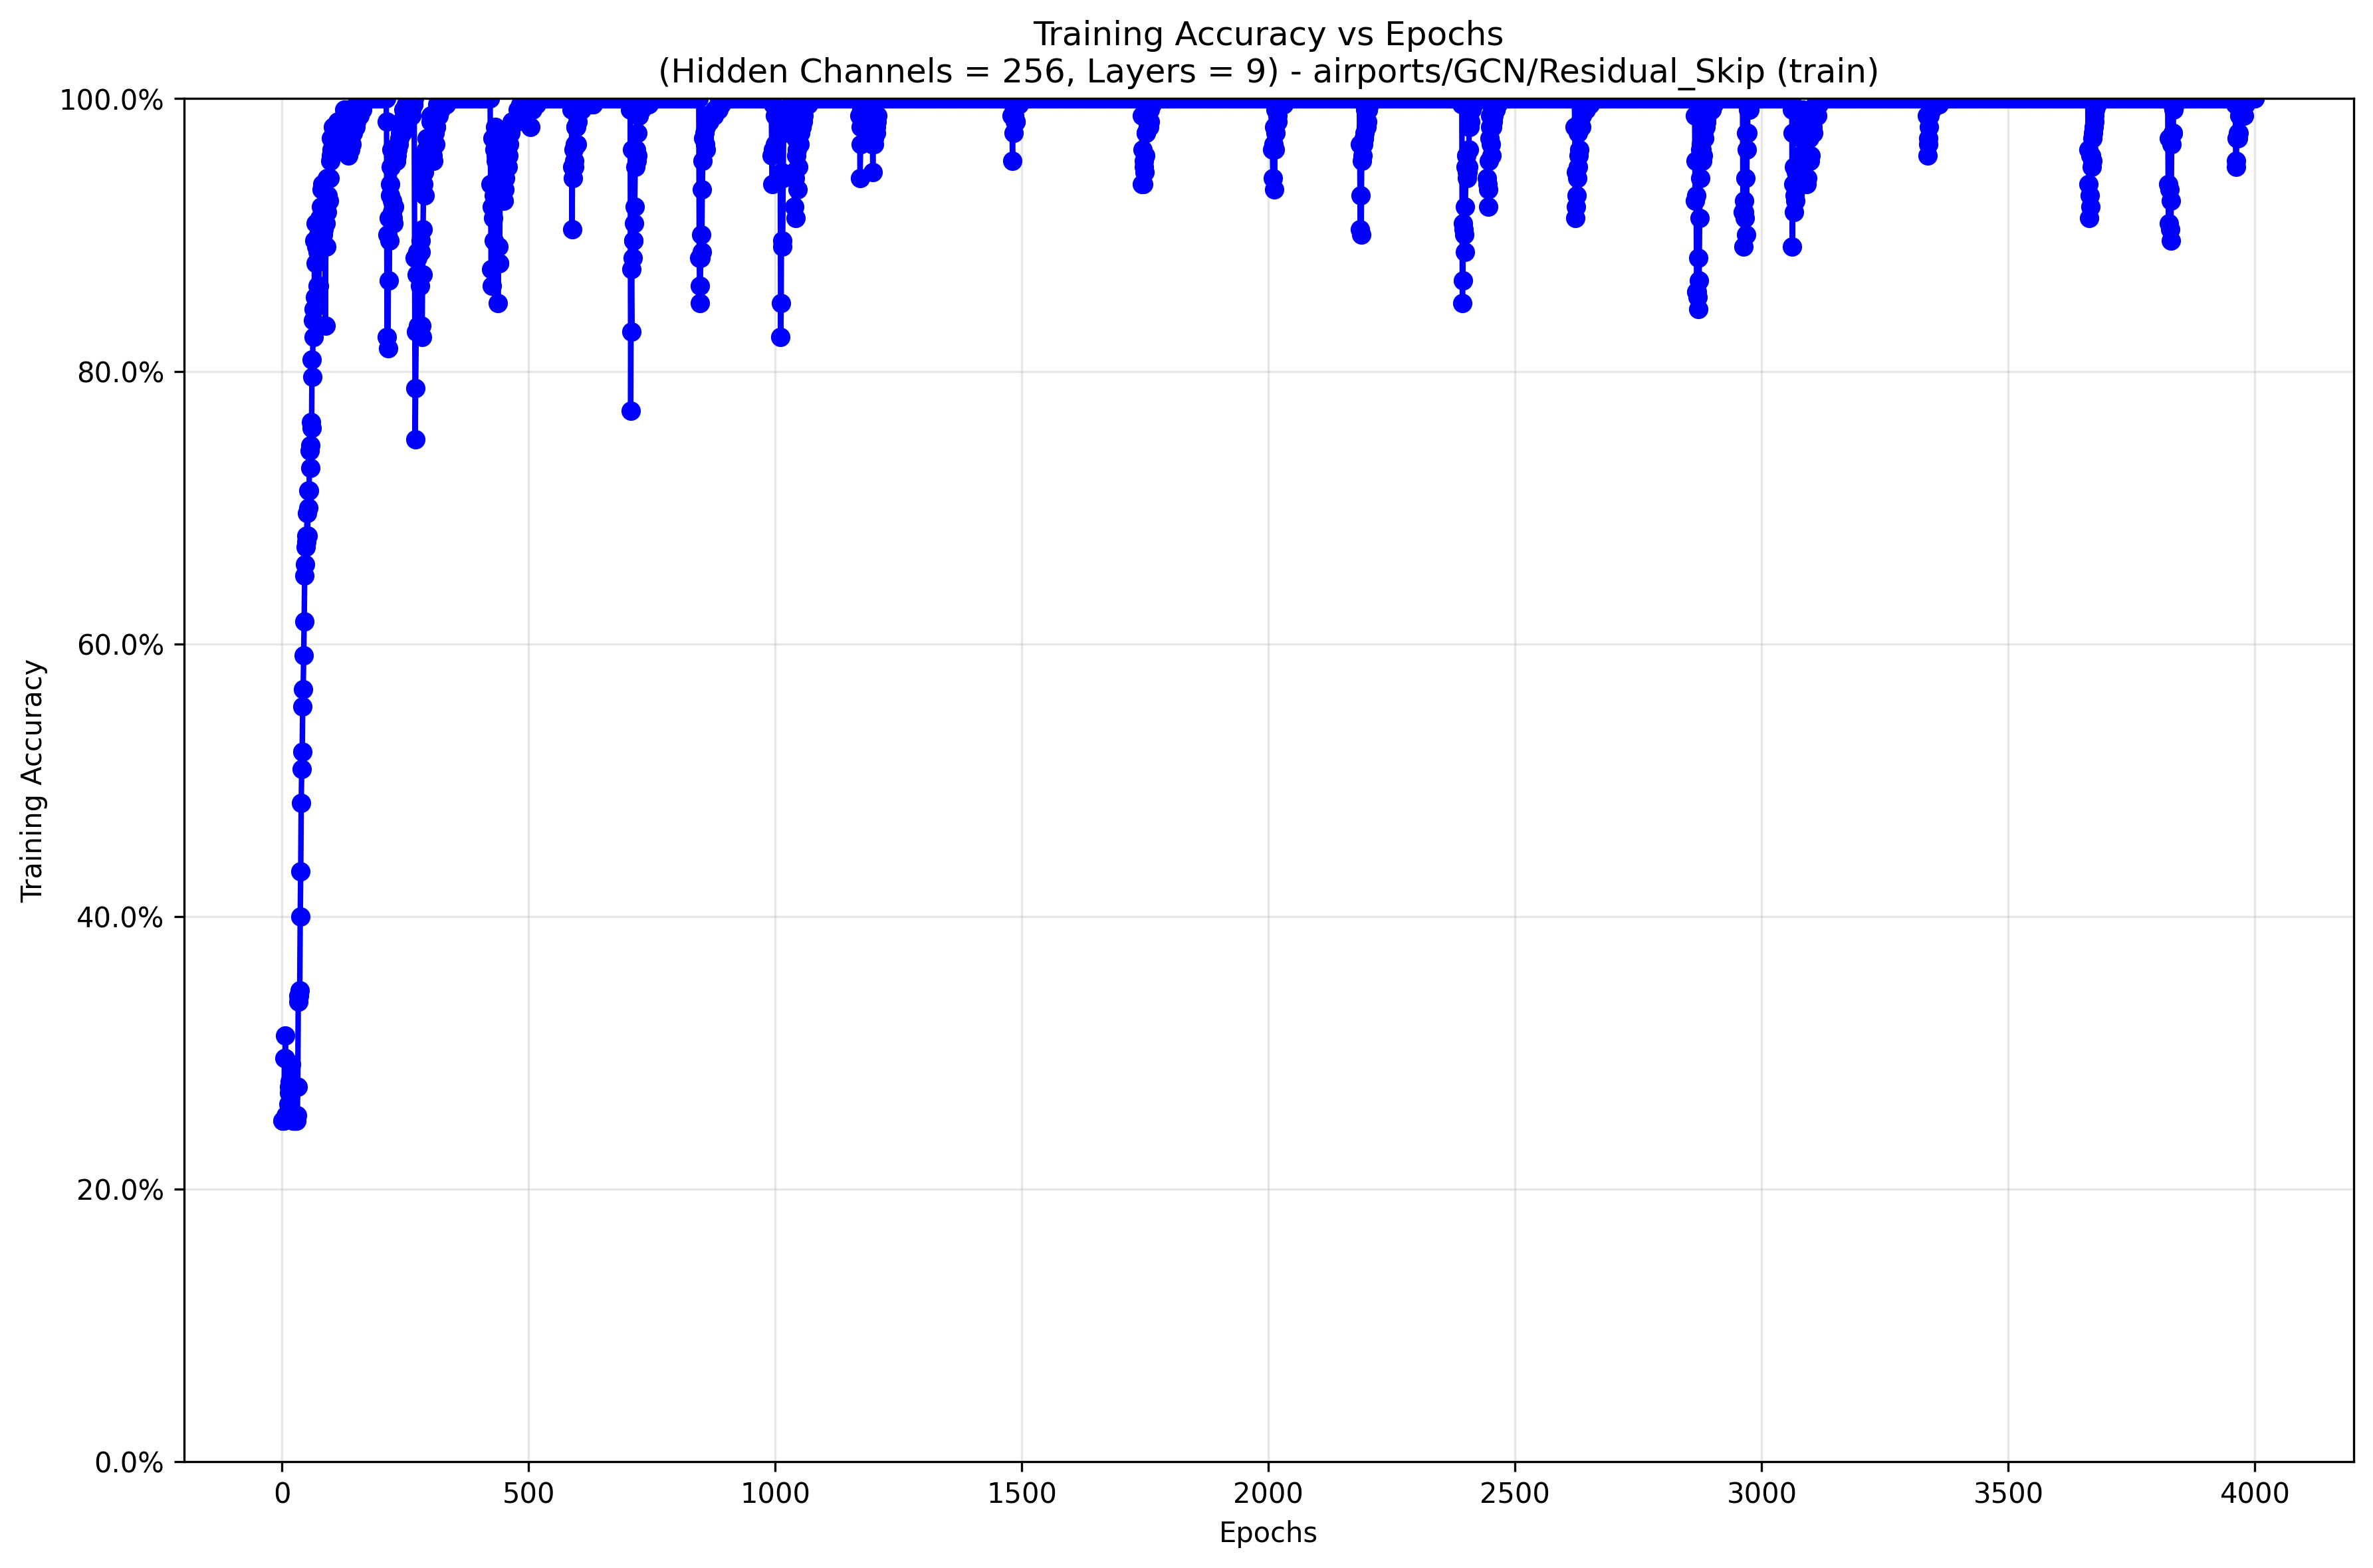 Training Accuracy vs Epochs
(Hidden Channels = 256, Layers = 9) - airports/GCN/Residual_Skip (train)
100.0%
80.0%
60.0%
40.0%
20.0%
0.0%
Training Accuracy
0 500 1000 1500 2000 2500 3000 3500 4000
Epochs